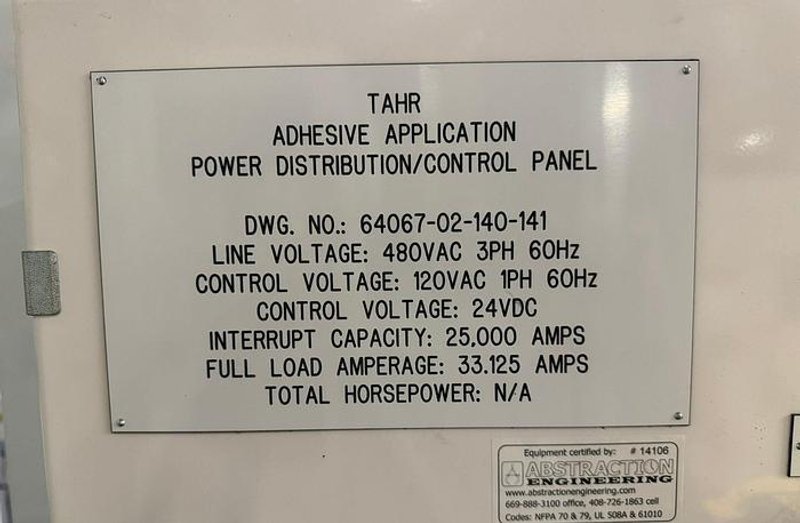 TAHR
ADHESIVE APPLICATION
POWER DISTRIBUTION/CONTROL PANEL
DWG. NO.: 64067-02-140-141
LINE VOLTAGE: 480VAC 3PH 60Hz
CONTROL VOLTAGE: 120VAC 1PH 60Hz
CONTROL VOLTAGE: 24VDC
INTERRUPT CAPACITY: 25,000 AMPS
FULL LOAD AMPERAGE: 33.125 AMPS
TOTAL HORSEPOWER: N/A
Equipment certified by: # 14106
ABSTRACTION
ENGINEERING
www.abstractionengineering.com
669-888-3100 office, 408-726-1863 cell
Codes: NFPA 70 & 79, UL 508A & 61010